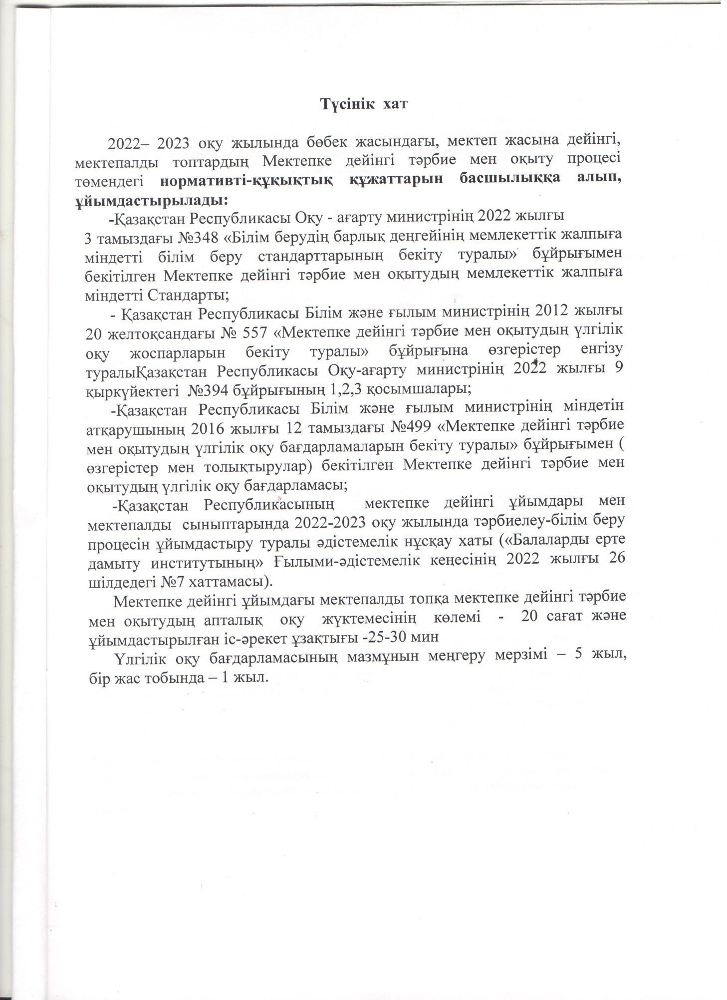 Түсінік хат
2022– 2023 оқу жылында бөбек жасындағы, мектеп жасына дейінгі,
мектепалды топтардың Мектепке дейінгі тәрбие мен оқыту процесі
төмендегі нормативті-құқықтық құжаттарын басшылыққа алып,
ұйымдастырылады:
-Қазақстан Республикасы Оқу - ағарту министрінің 2022 жылғы
3 тамыздағы №348 «Білім берудің барлық деңгейінің мемлекеттік жалпыға
міндетті білім беру стандарттарының бекіту туралы» бұйрығымен
бекітілген Мектепке дейінгі тәрбие мен оқытудың мемлекеттік жалпыға
міндетті Стандарты;
- Қазақстан Республикасы Білім және ғылым министрінің 2012 жылғы
20 желтоқсандағы № 557 «Мектепке дейінгі тәрбие мен оқытудың үлгілік
оқу жоспарларын бекіту туралы» бұйрығына өзгерістер енгізу
туралыҚазақстан Республикасы Оқу-ағарту министрінің 2022 жылғы 9
қыркүйектегі №394 бұйрығының 1,2,3 қосымшалары;
-Қазақстан Республикасы Білім және ғылым министрінің міндетін
атқарушының 2016 жылғы 12 тамыздағы №499 «Мектепке дейінгі тәрбие
мен оқытудың үлгілік оқу бағдарламаларын бекіту туралы» бұйрығымен (
өзгерістер мен толықтырулар) бекітілген Мектепке дейінгі тәрбие мен
оқытудың үлгілік оқу бағдарламасы;
-Қазақстан Республикасының мектепке дейінгі ұйымдары мен
мектепалды сыныптарында 2022-2023 оқу жылында тәрбиелеу-білім беру
процесін ұйымдастыру туралы әдістемелік нұсқау хаты («Балаларды ерте
дамыту институтының» Ғылыми-әдістемелік кеңесінің 2022 жылғы 26
шілдедегі №7 хаттамасы).
Мектепке дейінгі ұйымдағы мектепалды топқа мектепке дейінгі тәрбие
мен оқытудың апталық оқу жүктемесінің көлемі - 20 сағат және
ұйымдастырылған іс-әрекет ұзақтығы -25-30 мин
Үлгілік оқу бағдарламасының мазмұнын меңгеру мерзімі – 5 жыл,
бір жас тобында – 1 жыл.